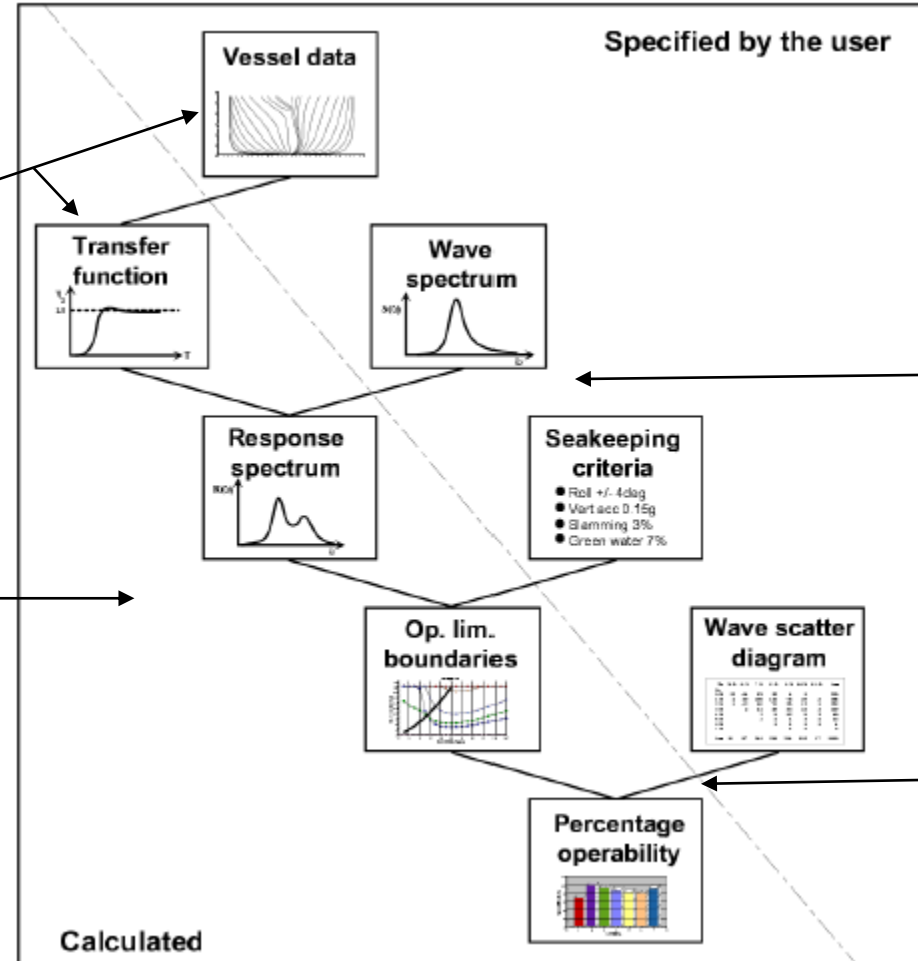 Specified by the user
Vessel data
Transfer
function
T
Wave
spectrum
Response
spectrum
Seakeeping
criteria
● Roll +/- 4deg
● Vert acc 0.15g
● Slamming 3%
● Green water 7%
Op. lim.
boundaries
Wave scatter
diagram
Percentage
operability
Calculated